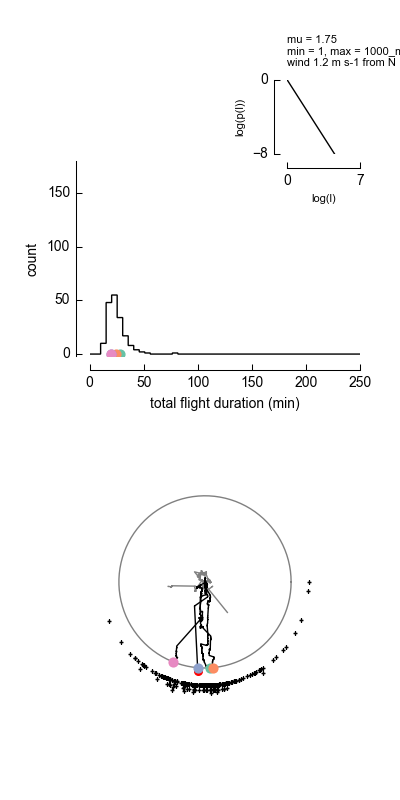 mu = 1.75
min = 1, max = 1000_m
wind 1.2 m s-1 from N
0
log(p(l))
−8
0 7
log(l)
150
100
count
50
0
0 50 100 150 200 250
total flight duration (min)